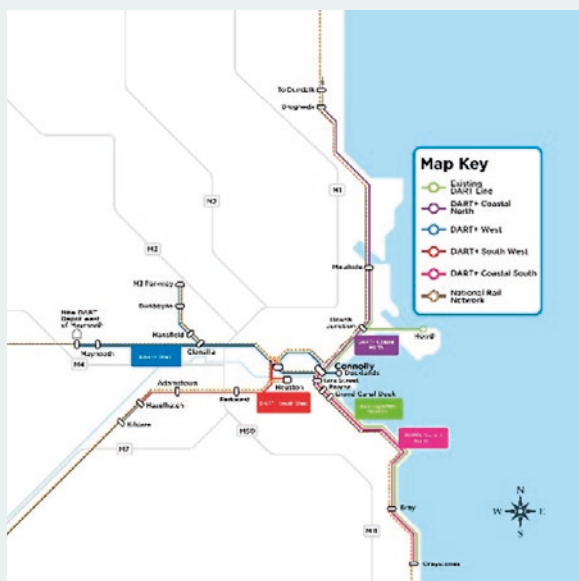 To Dundalk
Drogheda
M1
M2
M3
Map Key
Existing
DART Line
DART+ Coastal
North
DART+ West
DART+ South West
DART+ Coastal South
National Rail
Network
Malahide
M3 Parkway
Dunboyne
Howth
Junction
Howth
New DART
Depot west
of Maynooth
Hansfield
Clonsilla
Maynooth
M4
Connolly
Docklands
Tara Street
Pearse
Grand Canal Dock
Heuston
Adamstown
Parkwest
Hazelhatch
Kildare
M50
M7
Bray
M11
Greystones
N
W
E
S